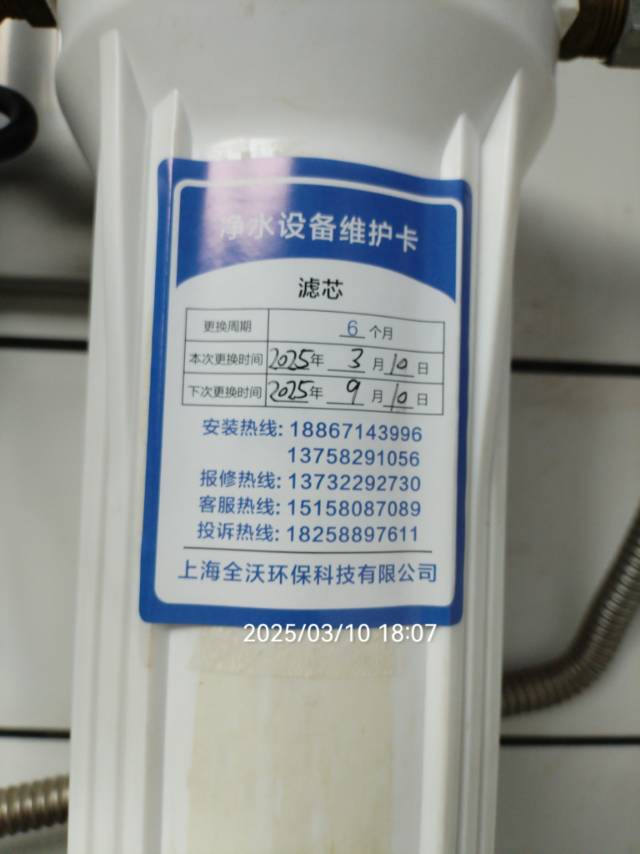 净水设备维护卡
滤芯
更换周期 6 个月
本次更换时间 2025年 3 月 10 日
下次更换时间 2025年 9 月 10 日
安装热线: 18867143996
13758291056
报修热线: 13732292730
客服热线: 15158087089
投诉热线: 18258897611
上海全沃环保科技有限公司
2025/03/10 18:07